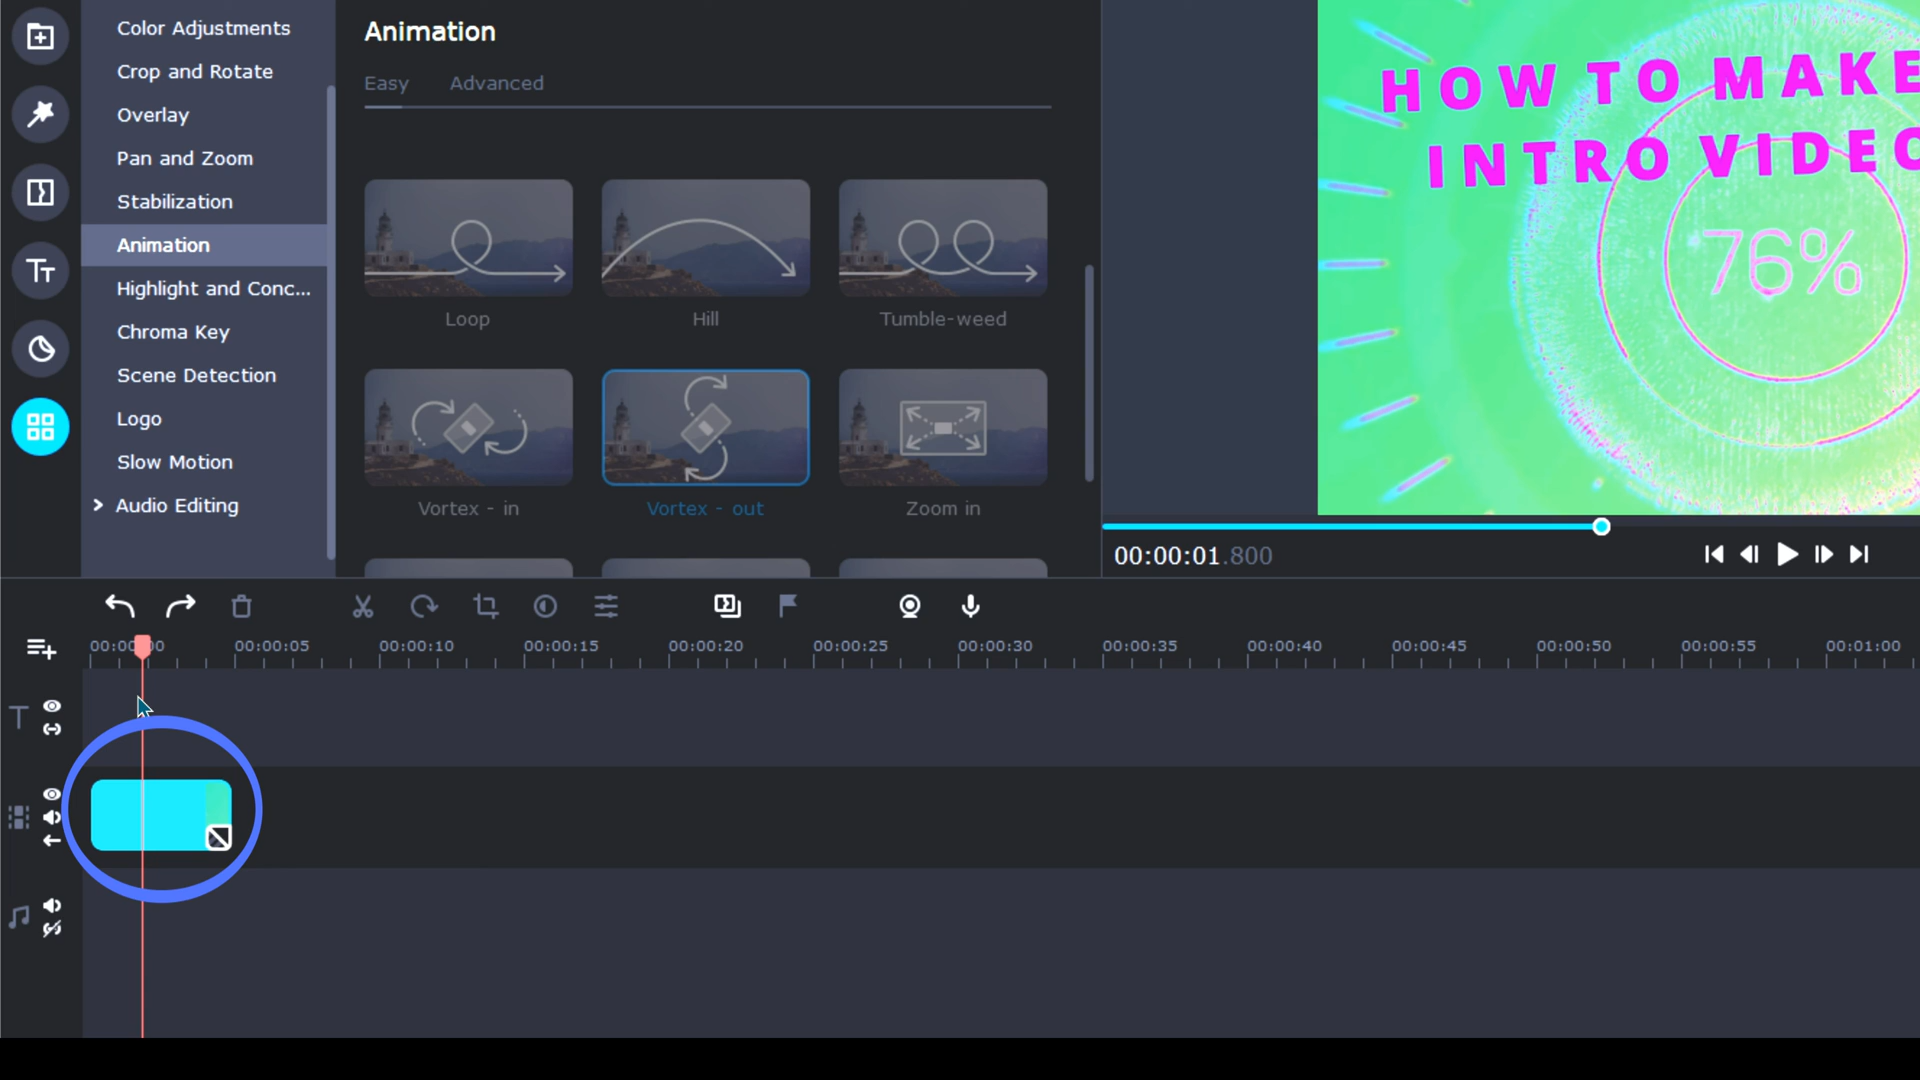 Color Adjustments
Crop and Rotate
Overlay
Pan and Zoom
Stabilization
Animation
Highlight and Conc...
Chroma Key
Scene Detection
Logo
Slow Motion
Audio Editing
Animation
Easy Advanced
Loop Hill Tumble-weed
Vortex - in Vortex - out Zoom in
HOW TO MAKE
INTRO VIDEO
76%
00:00:01.800
00:00:05 00:00:10 00:00:15 00:00:20 00:00:25 00:00:30 00:00:35 00:00:40 00:00:45 00:00:50 00:00:55 00:01:00